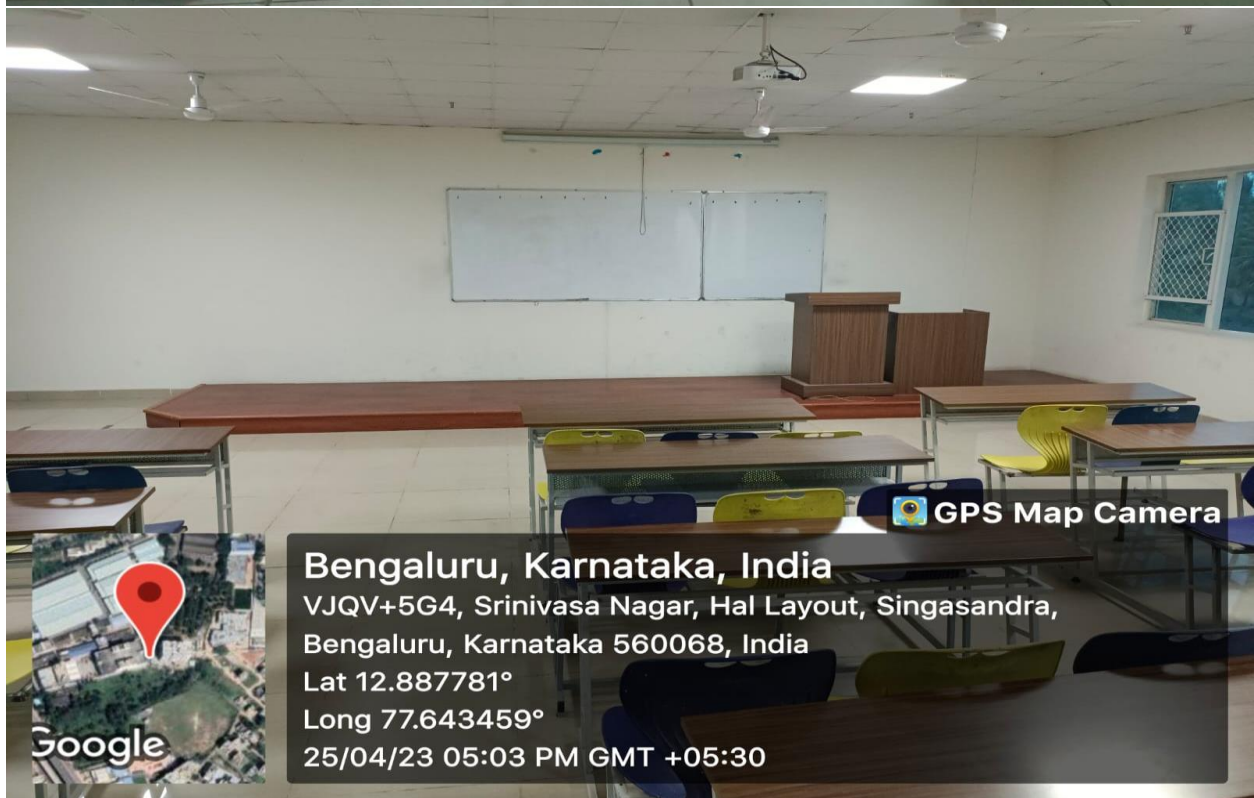 GPS Map Camera
Bengaluru, Karnataka, India
VJQV+5G4, Srinivasa Nagar, Hal Layout, Singasandra,
Bengaluru, Karnataka 560068, India
Lat 12.887781°
Long 77.643459°
25/04/23 05:03 PM GMT +05:30
Google